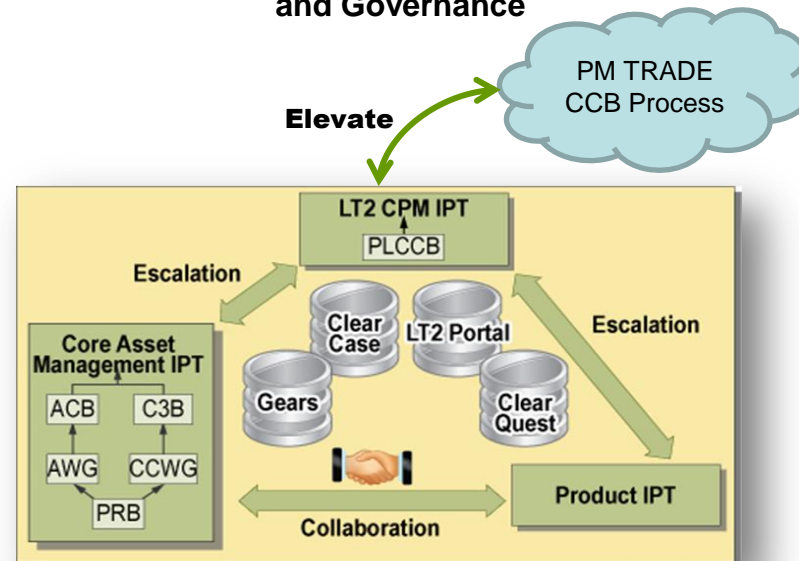 and Governance
PM TRADE
CCB Process
Elevate
LT2 CPM IPT
PLCCB
Escalation
Clear
Case
LT2 Portal
Escalation
Core Asset
Management IPT
Gears
Clear
Quest
ACB
C3B
AWG
CCWG
PRB
Product IPT
Collaboration